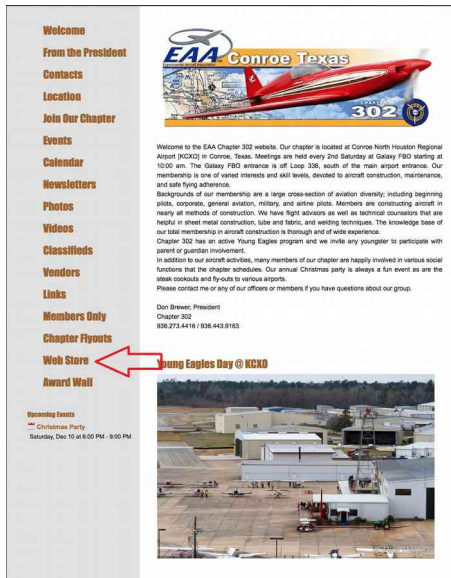 Welcome
From the President
Contacts
Location
Join Our Chapter
Events
Calendar
Newsletters
Photos
Videos
Classifieds
Vendors
Links
Members Only
Chapter Flyouts
Web Store
Award Wall
Upcoming Events
Christmas Party
Saturday, Dec 10 at 6:00 PM - 9:00 PM
EAA
Conroe Texas
Experimental Aircraft Association
CHAPTER
302
Welcome to the EAA Chapter 302 website. Our chapter is located at Conroe North Houston Regional
Airport [KCXO] in Conroe, Texas. Meetings are held every 2nd Saturday at Galaxy FBO starting at
10:00 am. The Galaxy FBO entrance is off Loop 336, south of the main airport entrance. Our
membership is one of varied interests and skill levels, devoted to aircraft construction, maintenance,
and safe flying adherence.
Backgrounds of our membership are a large cross-section of aviation diversity; including beginning
pilots, corporate, general aviation, military, and airline pilots. Members are constructing aircraft in
nearly all methods of construction. We have flight advisors as well as technical counselors that are
helpful in sheet metal construction, tube and fabric, and welding techniques. The knowledge base of
our total membership in aircraft construction is thorough and of wide experience.
Chapter 302 has an active Young Eagles program and we invite any youngster to participate with
parent or guardian involvement.
In addition to our aircraft activities, many members of our chapter are happily involved in various social
functions that the chapter schedules. Our annual Christmas party is always a fun event as are the
steak cookouts and fly-outs to various airports.
Please contact me or any of our officers or members if you have questions about our group.
Don Brewer, President
Chapter 302
936.273.4416 / 936.443.9163
Young Eagles Day @ KCXO